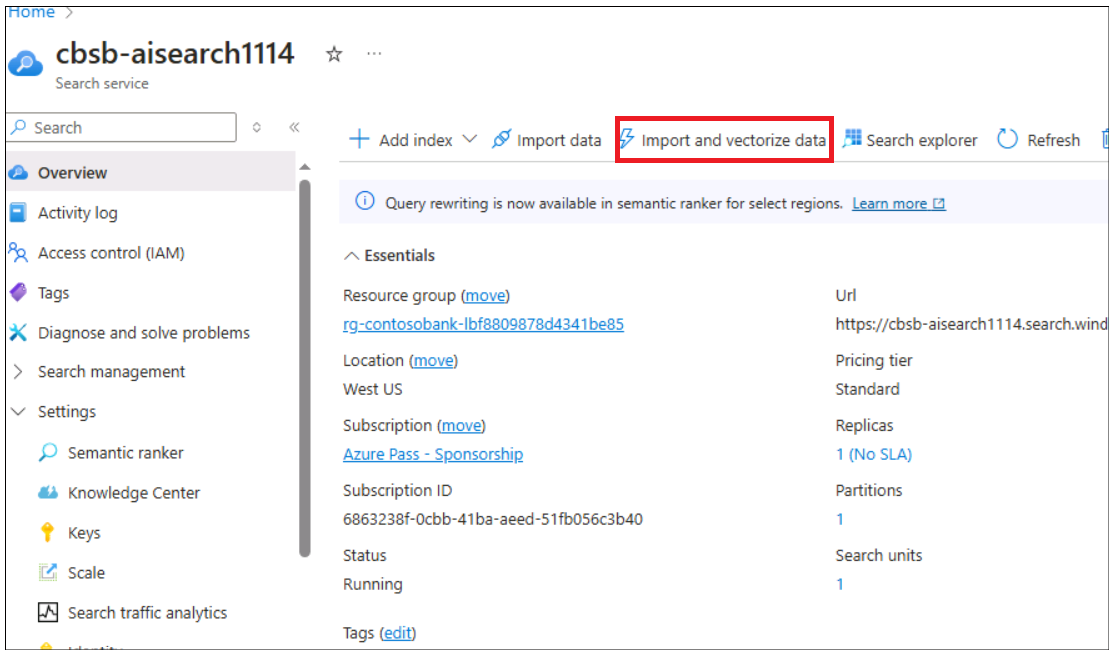 Home >
cbsb-aisearch1114
Search service
Search
Add index
Import data
Import and vectorize data
Search explorer
Refresh
Overview
Activity log
Access control (IAM)
Tags
Diagnose and solve problems
Search management
Settings
Semantic ranker
Knowledge Center
Keys
Scale
Search traffic analytics
Query rewriting is now available in semantic ranker for select regions. Learn more
Essentials
Resource group (move)
rg-contosobank-lbf8809878d4341be85
Location (move)
West US
Subscription (move)
Azure Pass - Sponsorship
Subscription ID
6863238f-0cbb-41ba-aeed-51fb056c3b40
Status
Running
Tags (edit)
Url
https://cbsb-aisearch1114.search.wind
Pricing tier
Standard
Replicas
1 (No SLA)
Partitions
1
Search units
1